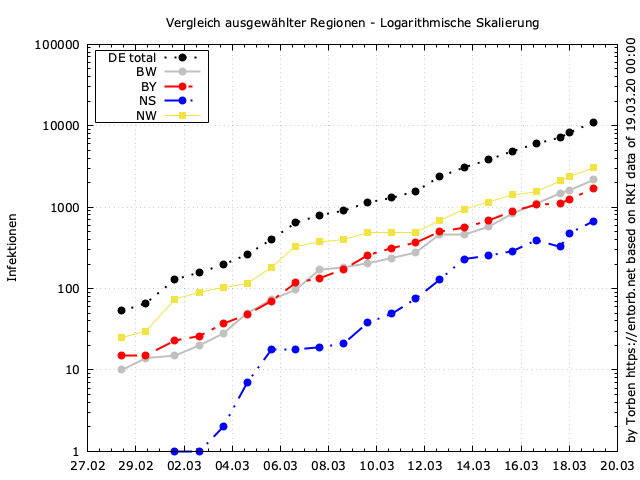 Vergleich ausgewählter Regionen - Logarithmische Skalierung
100000
10000
1000
100
10
1
Infektionen
DE total
BW
BY
NS
NW
27.02 29.02 02.03 04.03 06.03 08.03 10.03 12.03 14.03 16.03 18.03 20.03
by Torben https://entorb.net based on RKI data of 19.03.20 00:00